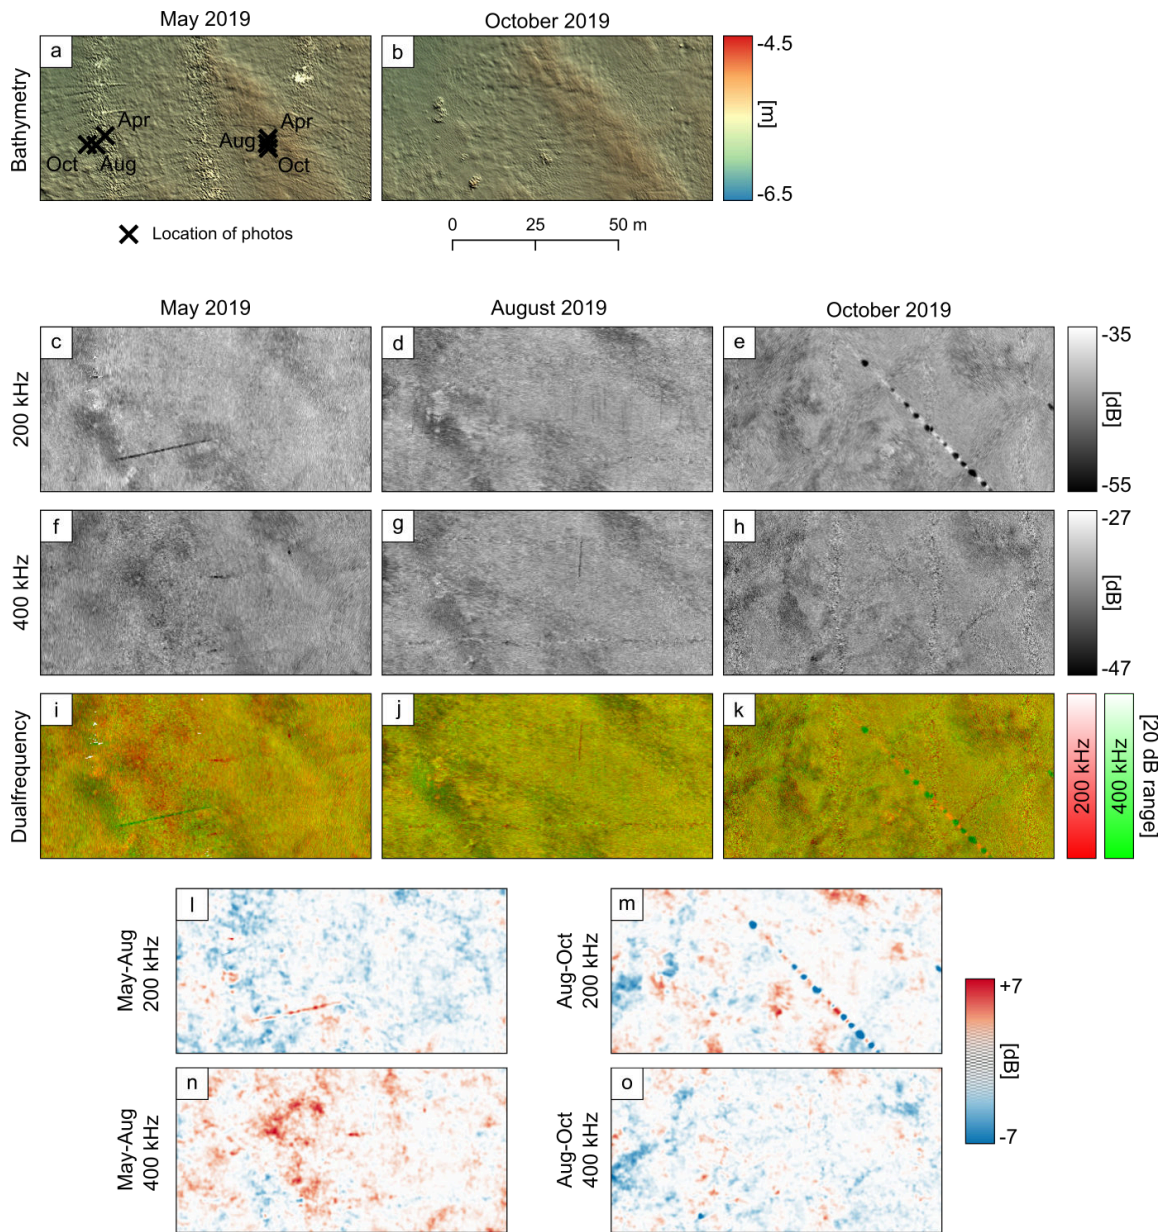 May 2019
October 2019
Bathymetry
a
Apr
Oct
Aug
Aug
Apr
Oct
b
-4.5
[m]
-6.5
Location of photos
0 25 50 m
May 2019
August 2019
October 2019
200 kHz
c
d
e
-35
[dB]
-55
400 kHz
f
g
h
-27
[dB]
-47
Dualfrequency
i
j
k
200 kHz
400 kHz
[20 dB range]
May-Aug
200 kHz
l
Aug-Oct
200 kHz
m
+7
[dB]
-7
May-Aug
400 kHz
n
Aug-Oct
400 kHz
o